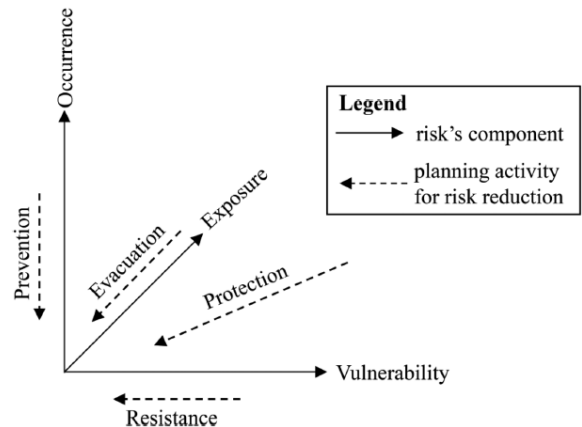 Occurrence
Legend
risk's component
planning activity
for risk reduction
Exposure
Evacuation
Prevention
Protection
Vulnerability
Resistance